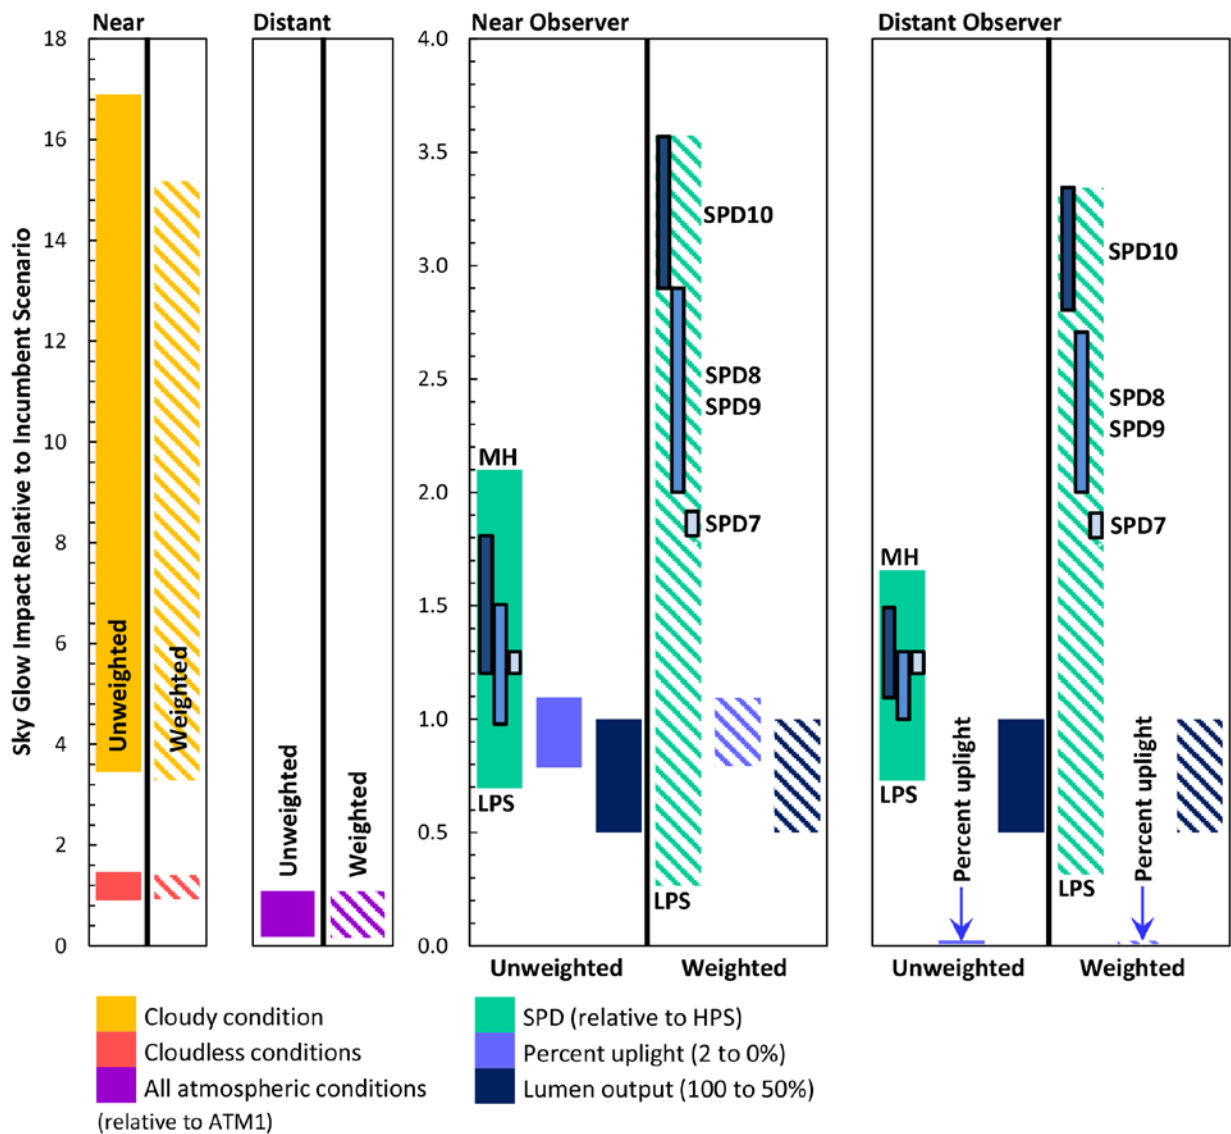 Near
Distant
Near Observer
Distant Observer
Sky Glow Impact Relative to Incumbent Scenario
18
16
14
12
10
8
6
4
2
0
Unweighted
Weighted
Unweighted
Weighted
4.0
3.5
3.0
2.5
2.0
1.5
1.0
0.5
0.0
MH
LPS
SPD10
SPD8
SPD9
SPD7
LPS
Unweighted
Weighted
MH
LPS
Percent uplight
SPD10
SPD8
SPD9
SPD7
LPS
Percent uplight
Unweighted
Weighted
Cloudy condition
Cloudless conditions
All atmospheric conditions
(relative to ATM1)
SPD (relative to HPS)
Percent uplight (2 to 0%)
Lumen output (100 to 50%)